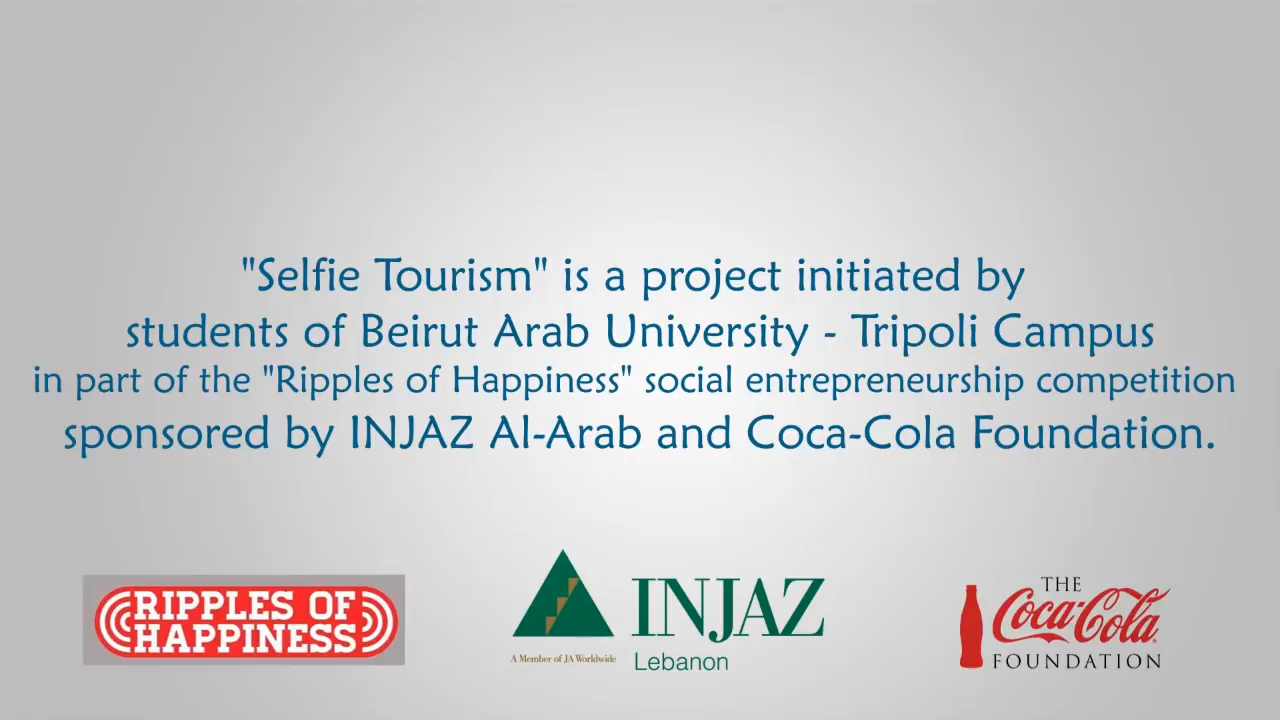 "Selfie Tourism" is a project initiated by
students of Beirut Arab University - Tripoli Campus
in part of the "Ripples of Happiness" social entrepreneurship competition
sponsored by INJAZ Al-Arab and Coca-Cola Foundation.
RIPPLES OF
HAPPINESS
INJAZ
A Member of JA Worldwide
Lebanon
THE
Coca-Cola
FOUNDATION